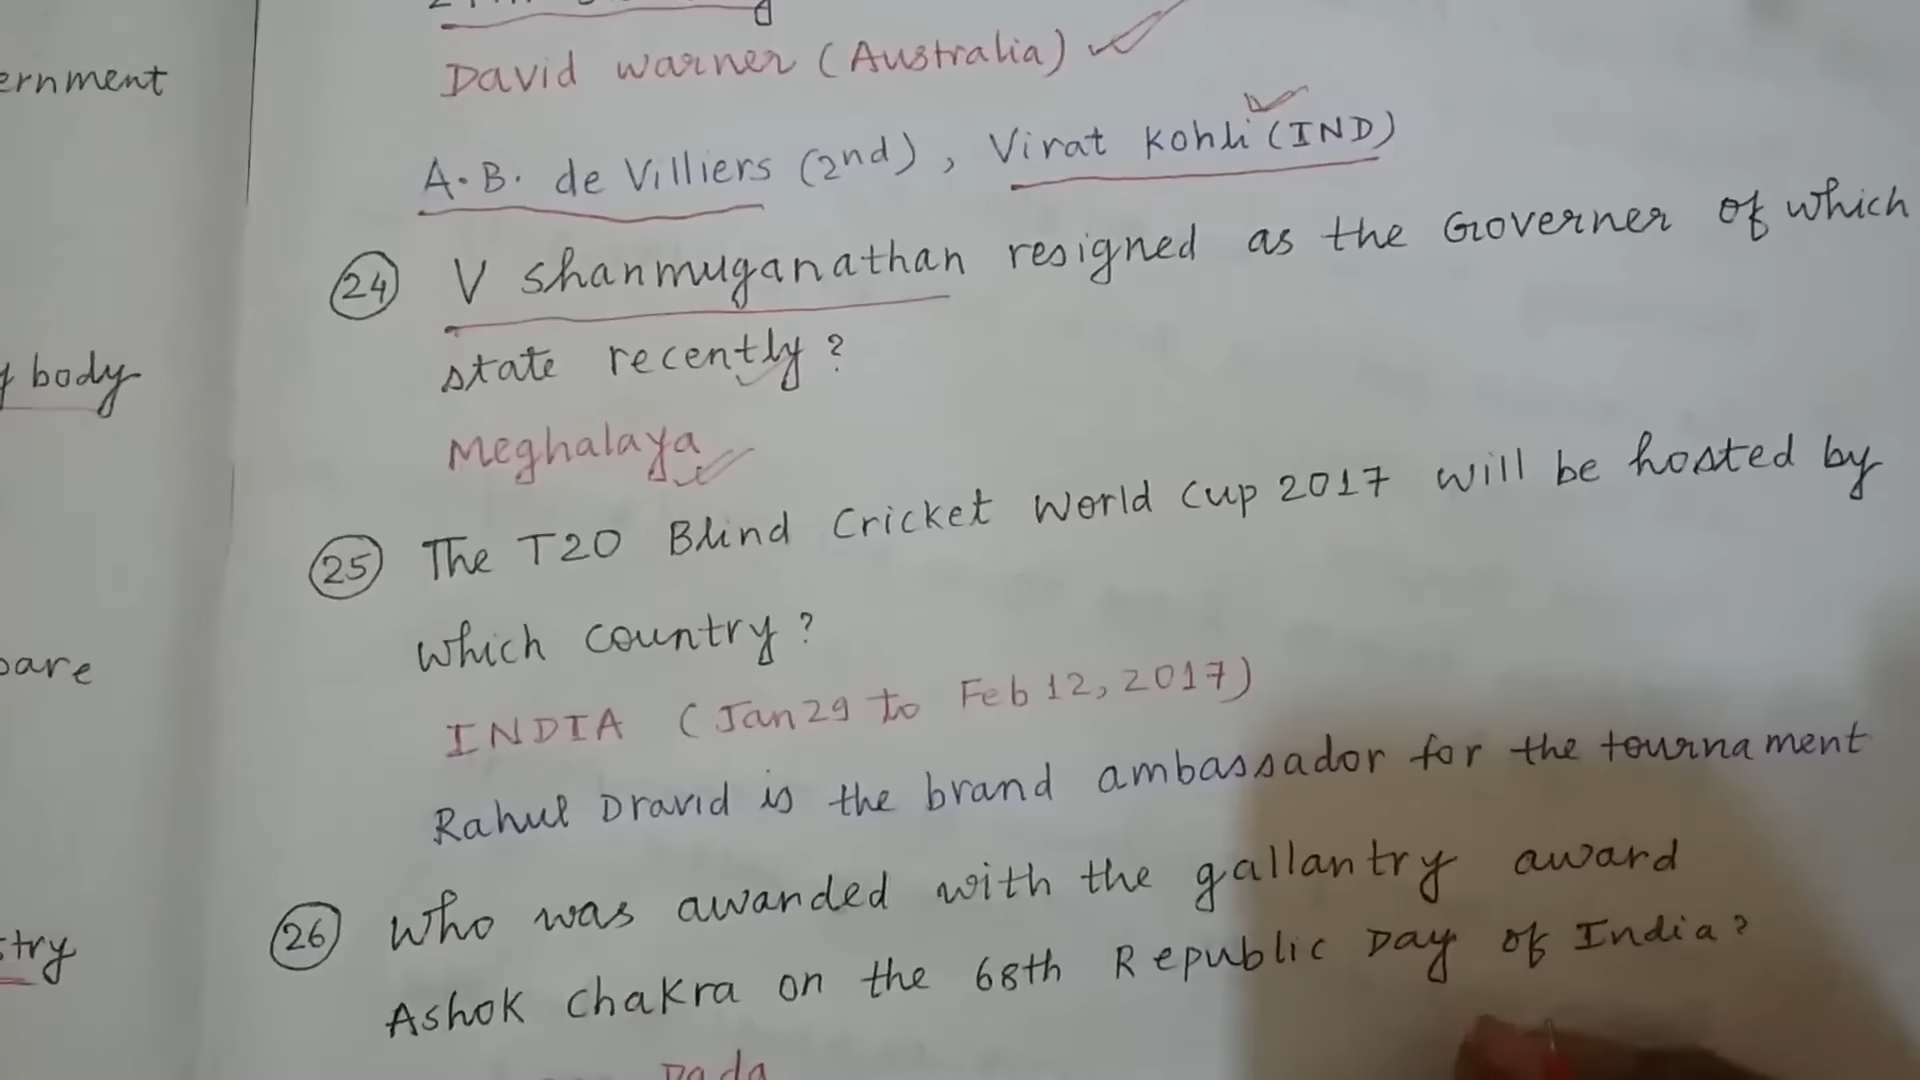 ernment
David warner (Australia)
A.B. de Villiers (2nd), Virat Kohli (IND)
24 V Shanmuganathan resigned as the Governer of which
state recently?
body
Meghalaya
25 The T20 Blind Cricket World Cup 2017 will be hosted by
which country?
INDIA (Jan 29 to Feb 12, 2017)
Rahul Dravid is the brand ambassador for the tournament
26 Who was awarded with the gallantry award
Ashok Chakra on the 68th Republic Day of India?
Dada